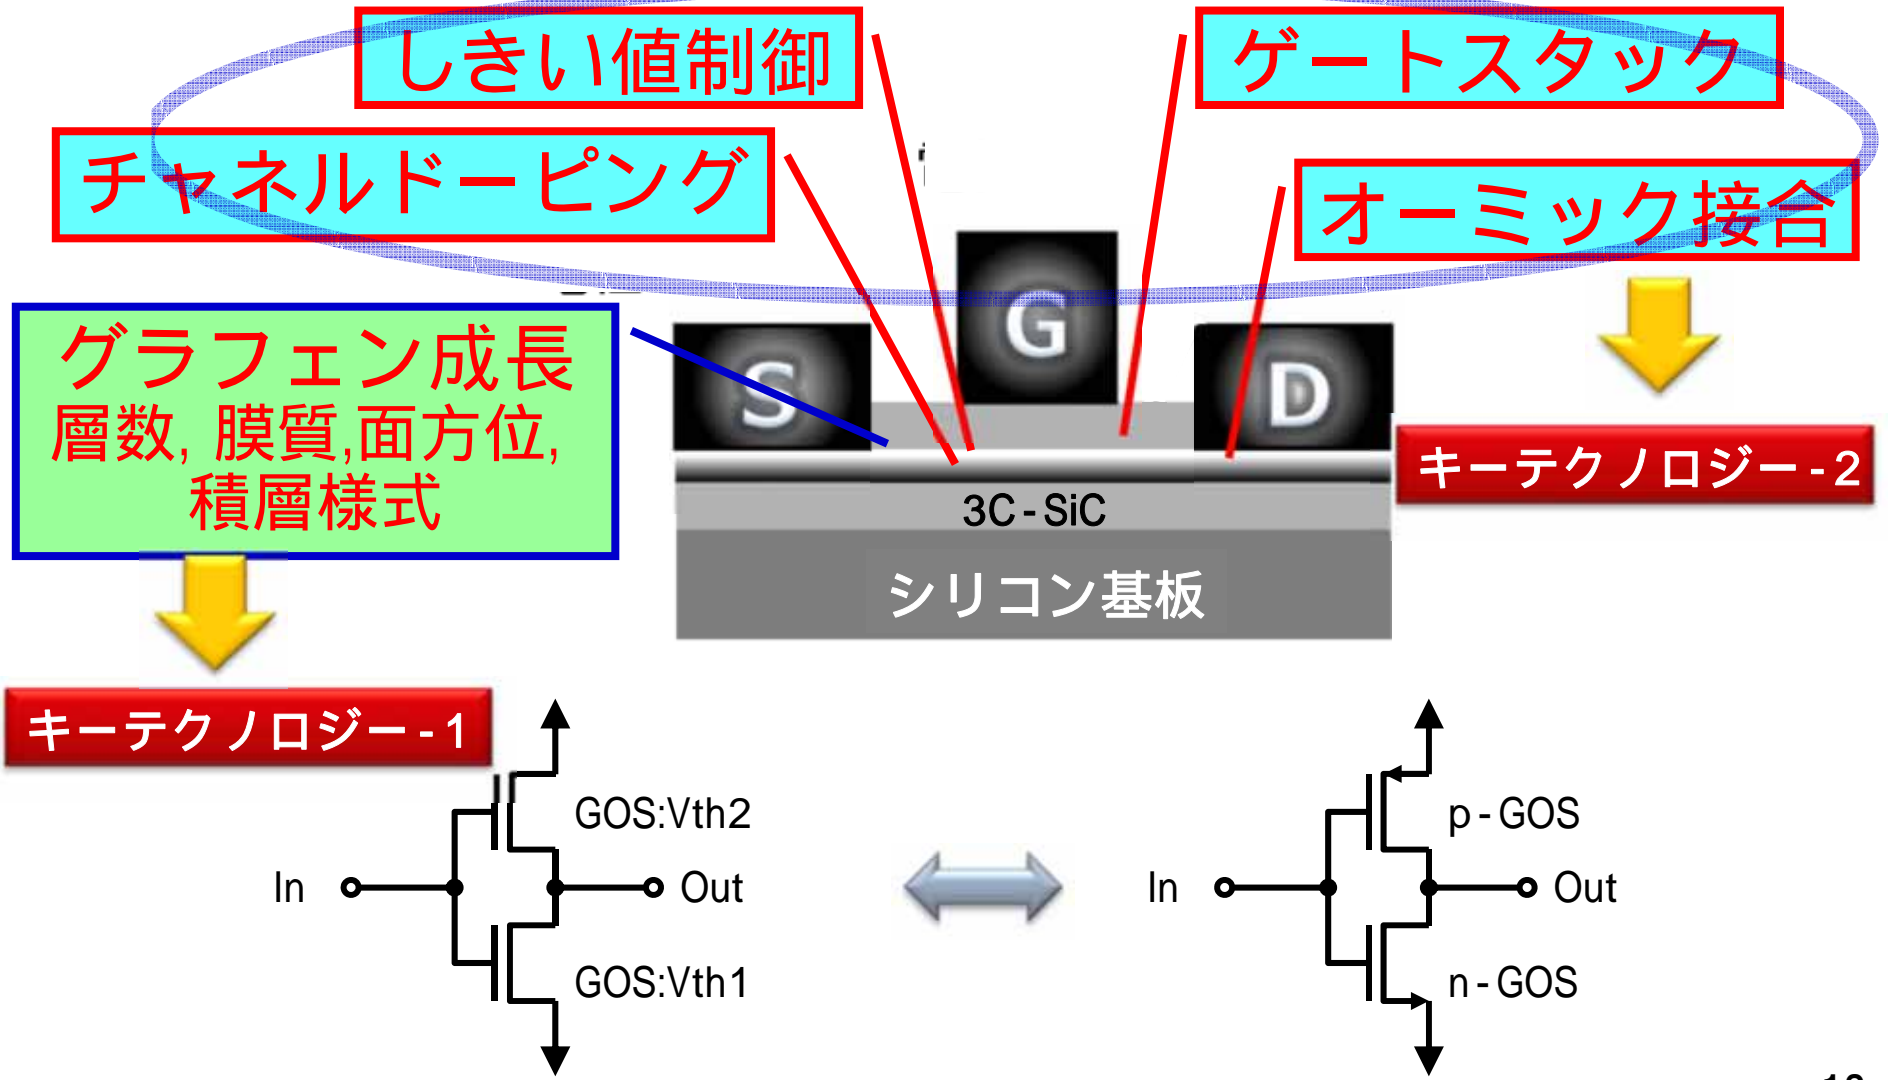 しきい値制御
ゲートスタック
チャネルドーピング
オーミック接合
グラフェン成長
層数, 膜質,面方位,
積層様式
S
G
D
キーテクノロジー-2
3C-SiC
シリコン基板
キーテクノロジー-1
GOS:Vth2
In
Out
GOS:Vth1
p-GOS
In
Out
n-GOS